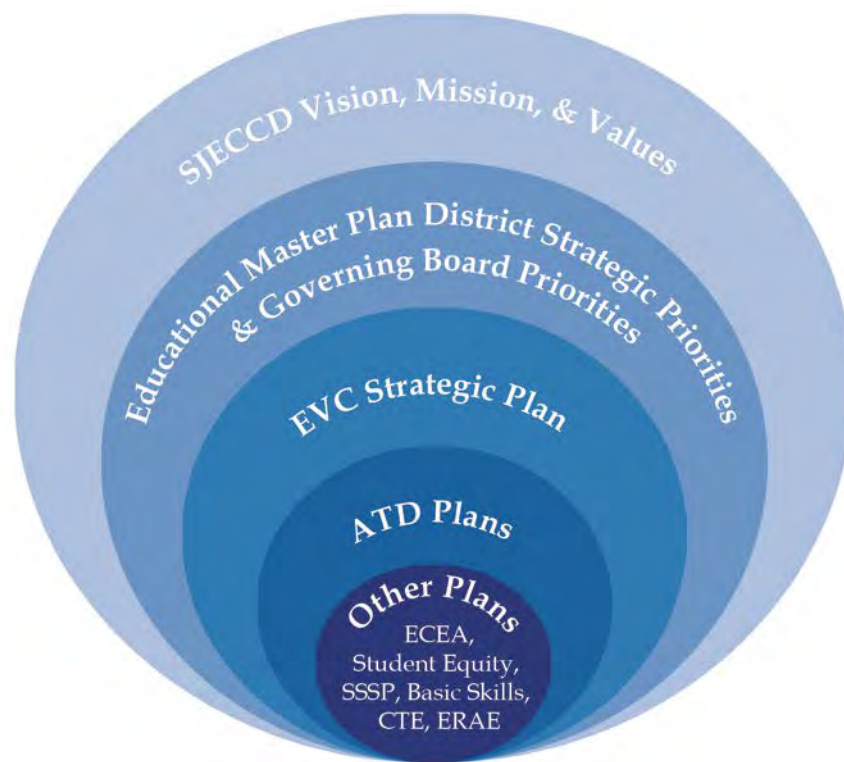 SJECCD Vision, Mission, & Values
Educational Master Plan District Strategic Priorities
& Governing Board Priorities
EVC Strategic Plan
ATD Plans
Other Plans
ECEA,
Student Equity,
SSSP, Basic Skills,
CTE, ERAE